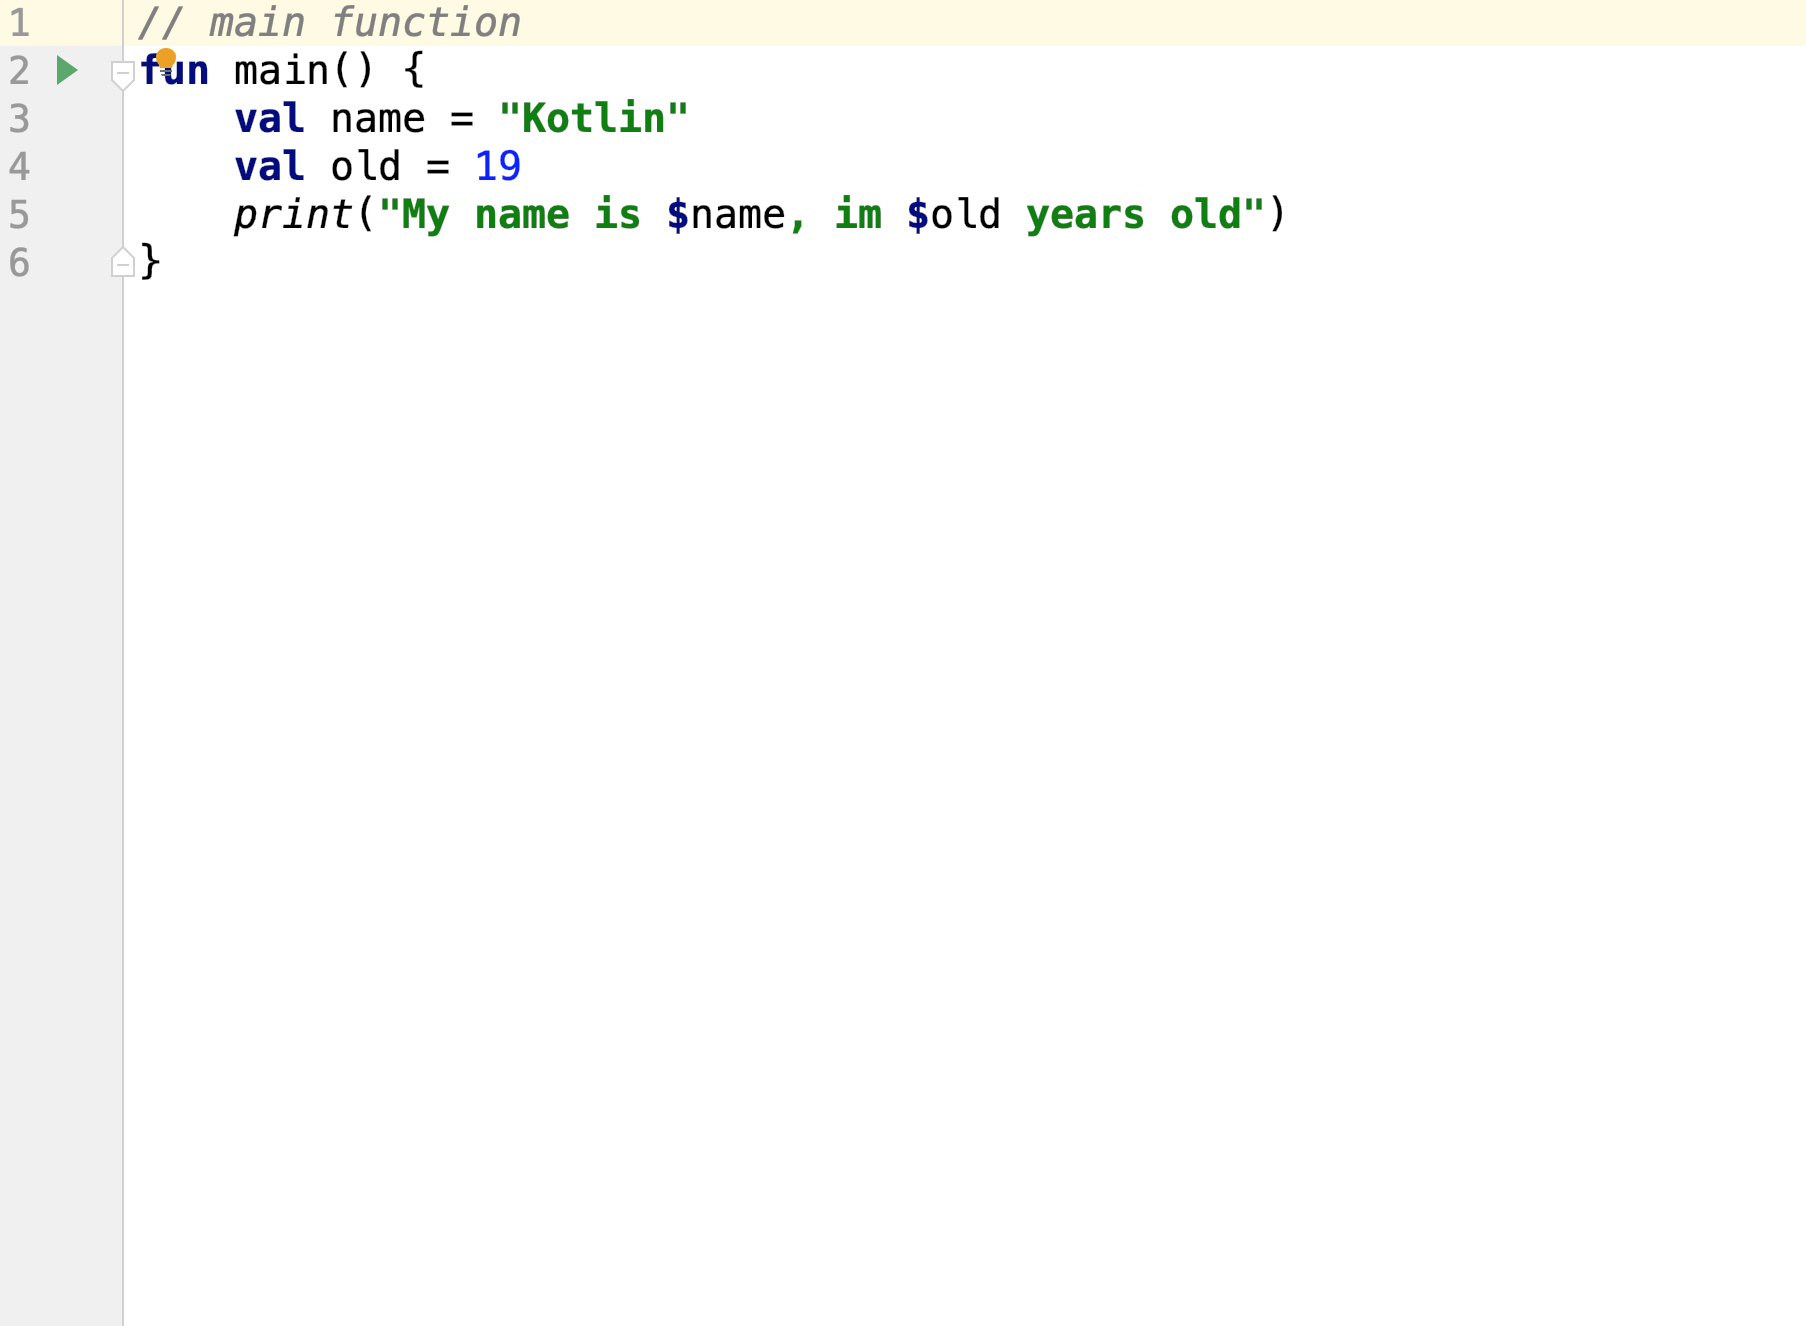 1 // main function
2 fun main() {
3     val name = "Kotlin"
4     val old = 19
5     print("My name is $name, im $old years old")
6 }